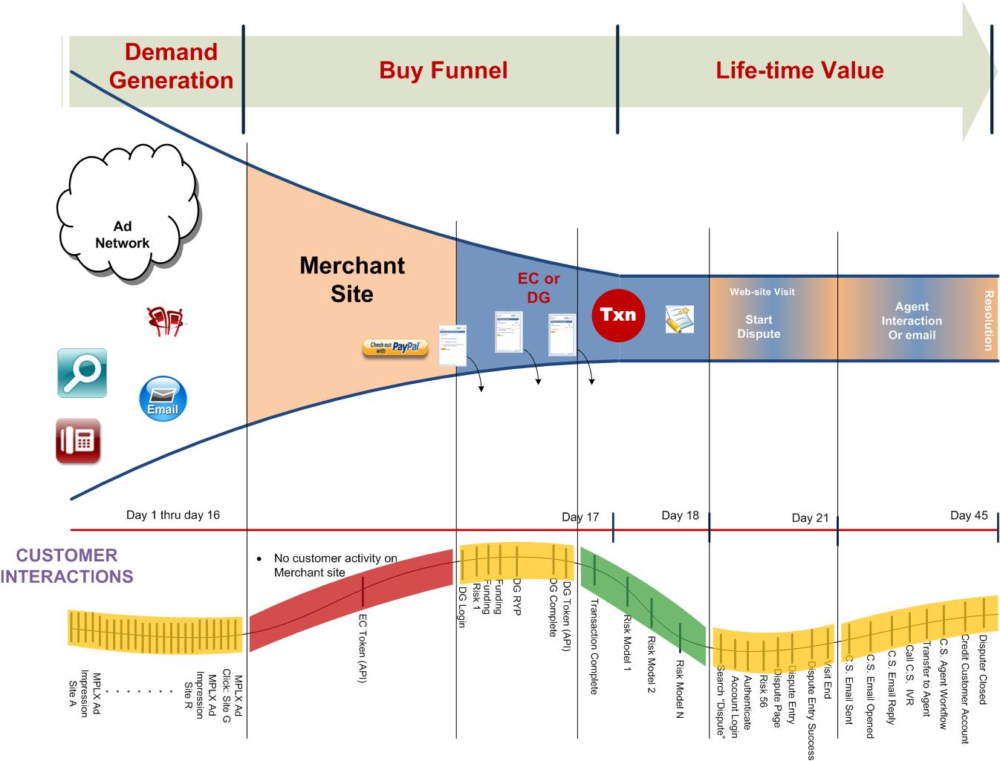 Demand
Generation
Buy Funnel
Life-time Value
Ad
Network
Merchant
Site
EC or
DG
Txn
Web-site Visit
Start
Dispute
Agent
Interaction
Or email
Resolution
Check out
with PayPal
Email
Day 1 thru day 16
Day 17
Day 18
Day 21
Day 45
CUSTOMER
INTERACTIONS
• No customer activity on
Merchant site
MPLX Ad
Impression
Site A
MPLX Ad
Impression
Site R
MPLX Ad
Click: Site G
EC Token (API)
DG Login
Risk 1
Funding
Funding
DG RYP
DG Complete
DG Token (API)
Transaction Complete
Risk Model 1
Risk Model 2
Risk Model N
Search "Dispute"
Account Login
Authenticate
Risk 56
Dispute Page
Dispute Entry
Dispute Entry Success
Visit End
C.S. Email Sent
C.S. Email Opened
C.S. Email Reply
Call C.S. IVR
Transfer to Agent
C.S. Agent Workflow
Credit Customer Account
Disputer Closed